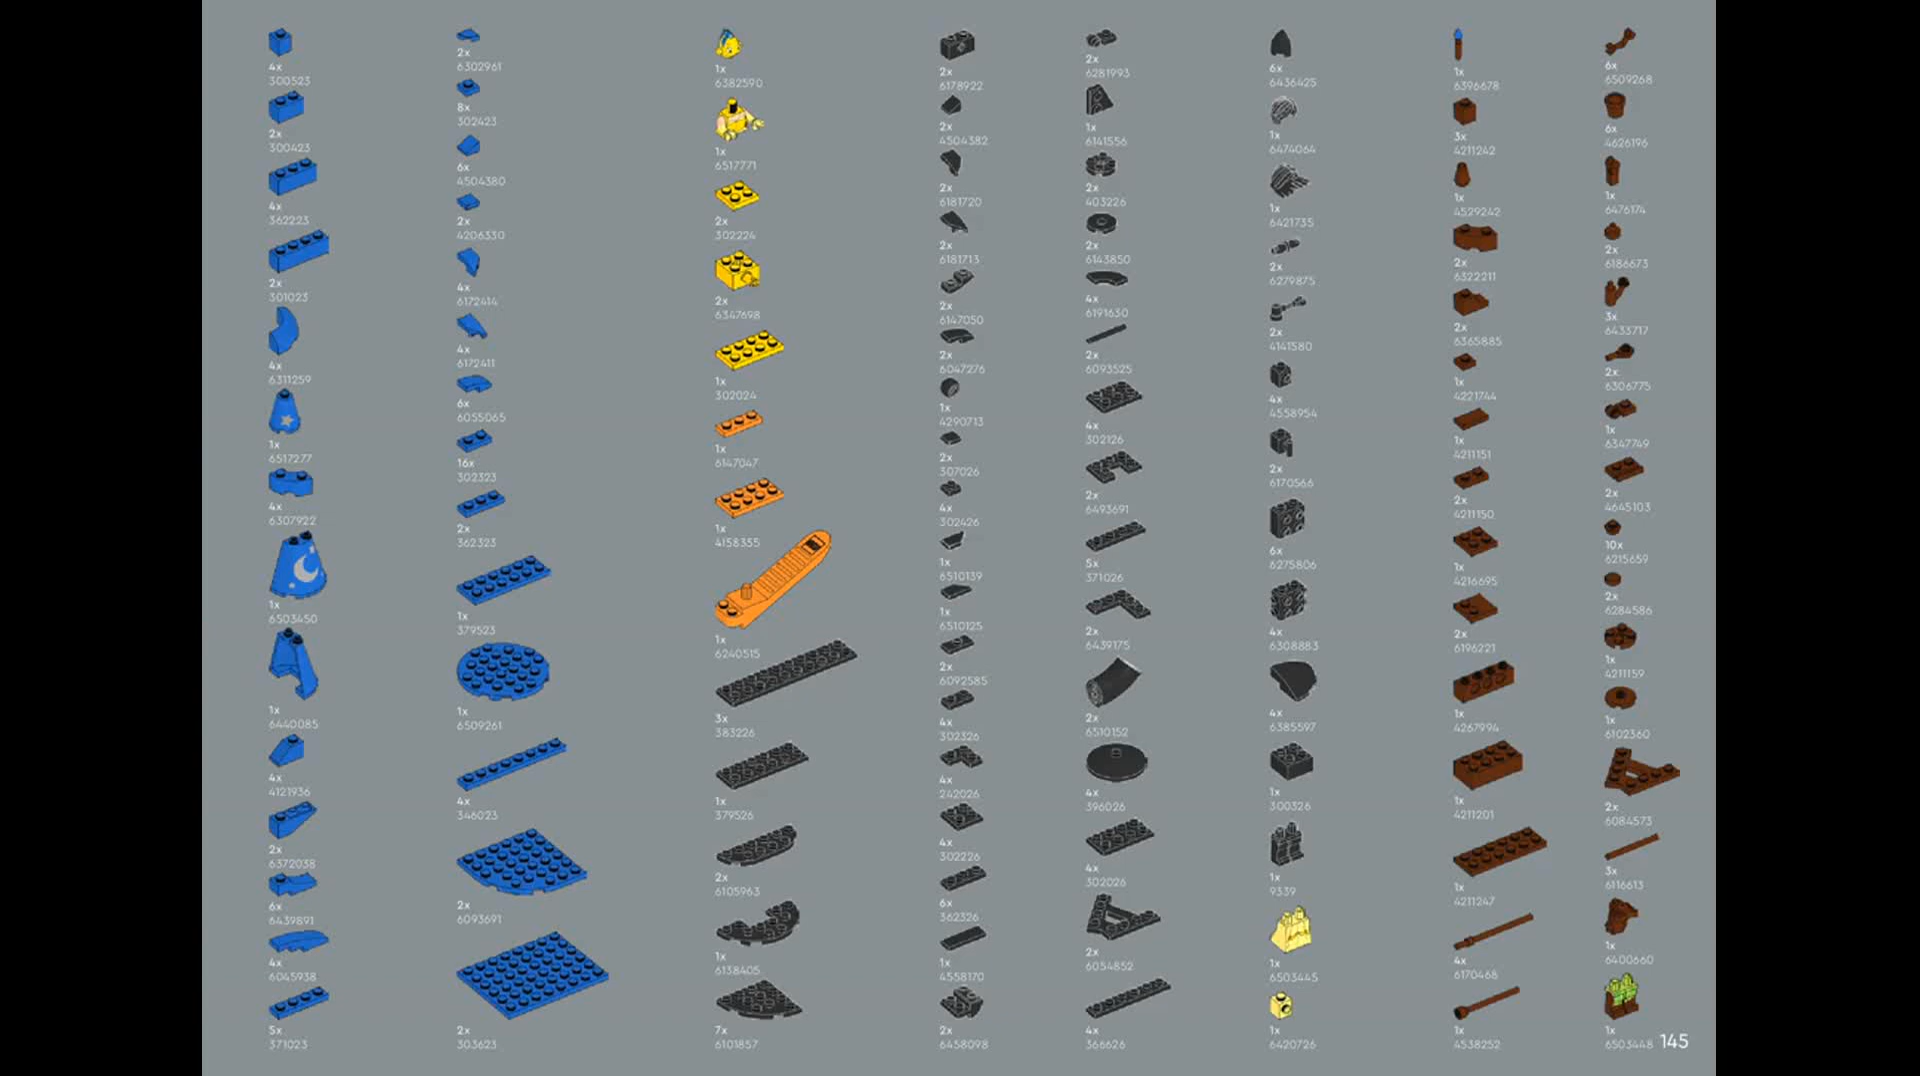 4x
300523
2x
300423
4x
362223
2x
301023
4x
6311259
1x
6517277
4x
6307922
1x
6503450
1x
6440085
4x
4121936
2x
6372038
6x
6439891
4x
6045938
5x
371023
2x
6302961
8x
302423
6x
4504380
2x
4206330
4x
6172414
4x
6172411
6x
6055065
16x
302323
2x
362323
1x
379523
1x
6509261
4x
346023
2x
6093691
2x
303623
1x
6382590
1x
6517771
2x
302224
2x
6347698
1x
302024
1x
6147047
1x
4158355
1x
6240515
3x
383226
1x
379526
2x
6105963
1x
6138405
7x
6101857
2x
6178922
2x
4504382
2x
6181720
2x
6181713
2x
6147050
2x
6047276
1x
4290713
2x
307026
4x
302426
1x
6510139
1x
6510125
2x
6092585
4x
302326
4x
242026
4x
302226
6x
362326
1x
4558170
2x
6458098
2x
6281993
1x
6141556
2x
403226
2x
6143850
4x
6191630
2x
6093525
4x
302126
2x
6493691
5x
371026
2x
6439175
2x
6510152
4x
396026
4x
302026
2x
6054852
4x
366626
6x
6436425
1x
6474064
1x
6421735
2x
6279875
2x
4141580
4x
4558954
2x
6170566
6x
6275806
4x
6308883
4x
6385597
1x
300326
1x
9339
1x
6503445
1x
6420726
1x
6396678
3x
4211242
1x
4529242
2x
6322211
2x
6365885
1x
4221744
1x
4211151
2x
4211150
1x
4216695
2x
6196221
1x
4267994
1x
4211201
1x
4211247
4x
6170468
1x
4538252
6x
6509268
6x
4626196
1x
6476174
2x
6186673
3x
6433717
2x
6306775
1x
6347749
2x
4645103
10x
6215659
2x
6284586
1x
4211159
1x
6102360
2x
6084573
3x
6116613
1x
6400660
1x
6503448
145